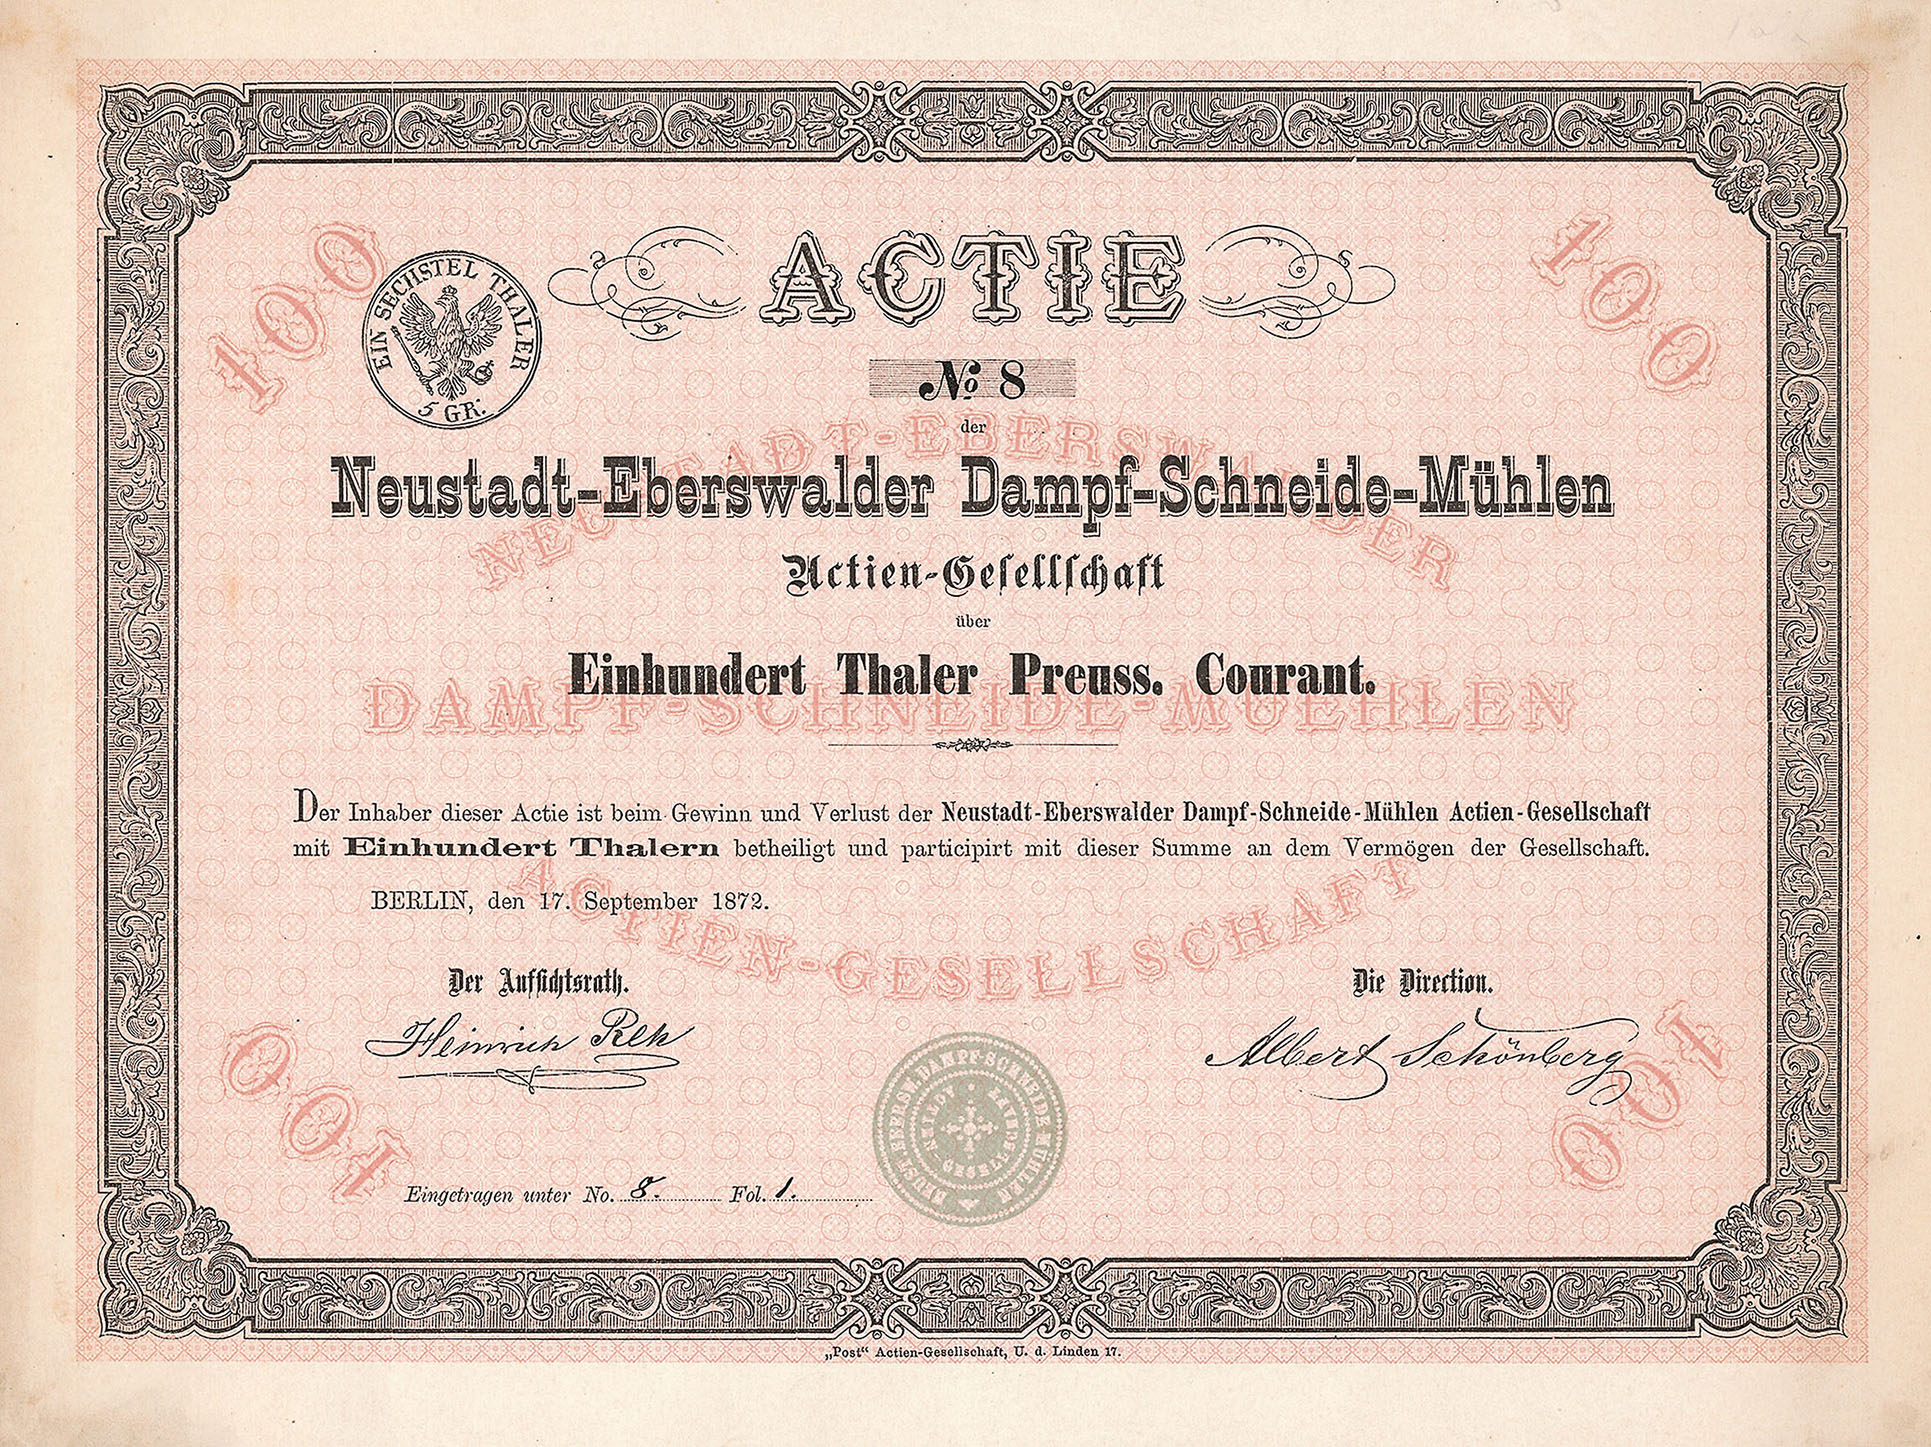 ACTIE
EIN SECHSTEL THALER
5 GR.
No 8
der
Neustadt-Eberswalder Dampf-Schneide-Mühlen
Actien-Gesellschaft
über
Einhundert Thaler Preuss. Courant.
Der Inhaber dieser Actie ist beim Gewinn und Verlust der Neustadt-Eberswalder Dampf-Schneide-Mühlen Actien-Gesellschaft
mit Einhundert Thalern betheiligt und participirt mit dieser Summe an dem Vermögen der Gesellschaft.
BERLIN, den 17. September 1872.
Der Aufsichtsrath.
Die Direction.
Heinrich Reh
Albert Schönberg
Eingetragen unter No. 8. Fol. 1.
„Post“ Actien-Gesellschaft, U. d. Linden 17.
100
100
NEUSTADT-EBERSWALDER
DAMPF-SCHNEIDE-MUEHLEN
ACTIEN-GESELLSCHAFT
100
100